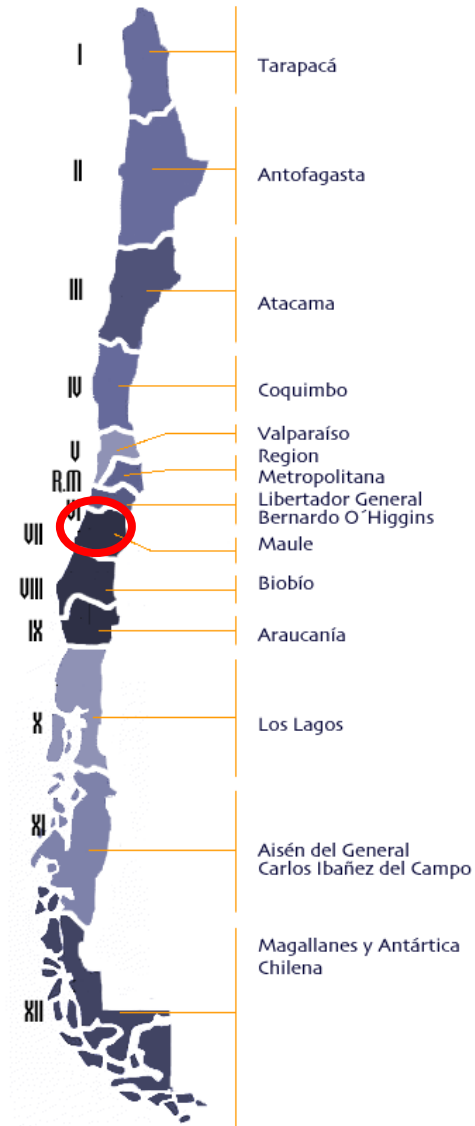 I
Tarapacá
II
Antofagasta
III
Atacama
IV
Coquimbo
V
Valparaíso
Region
R.M
Metropolitana
VI
Libertador General
Bernardo O´Higgins
VII
Maule
VIII
Biobío
IX
Araucanía
X
Los Lagos
XI
Aisén del General
Carlos Ibañez del Campo
Magallanes y Antártica
Chilena
XII